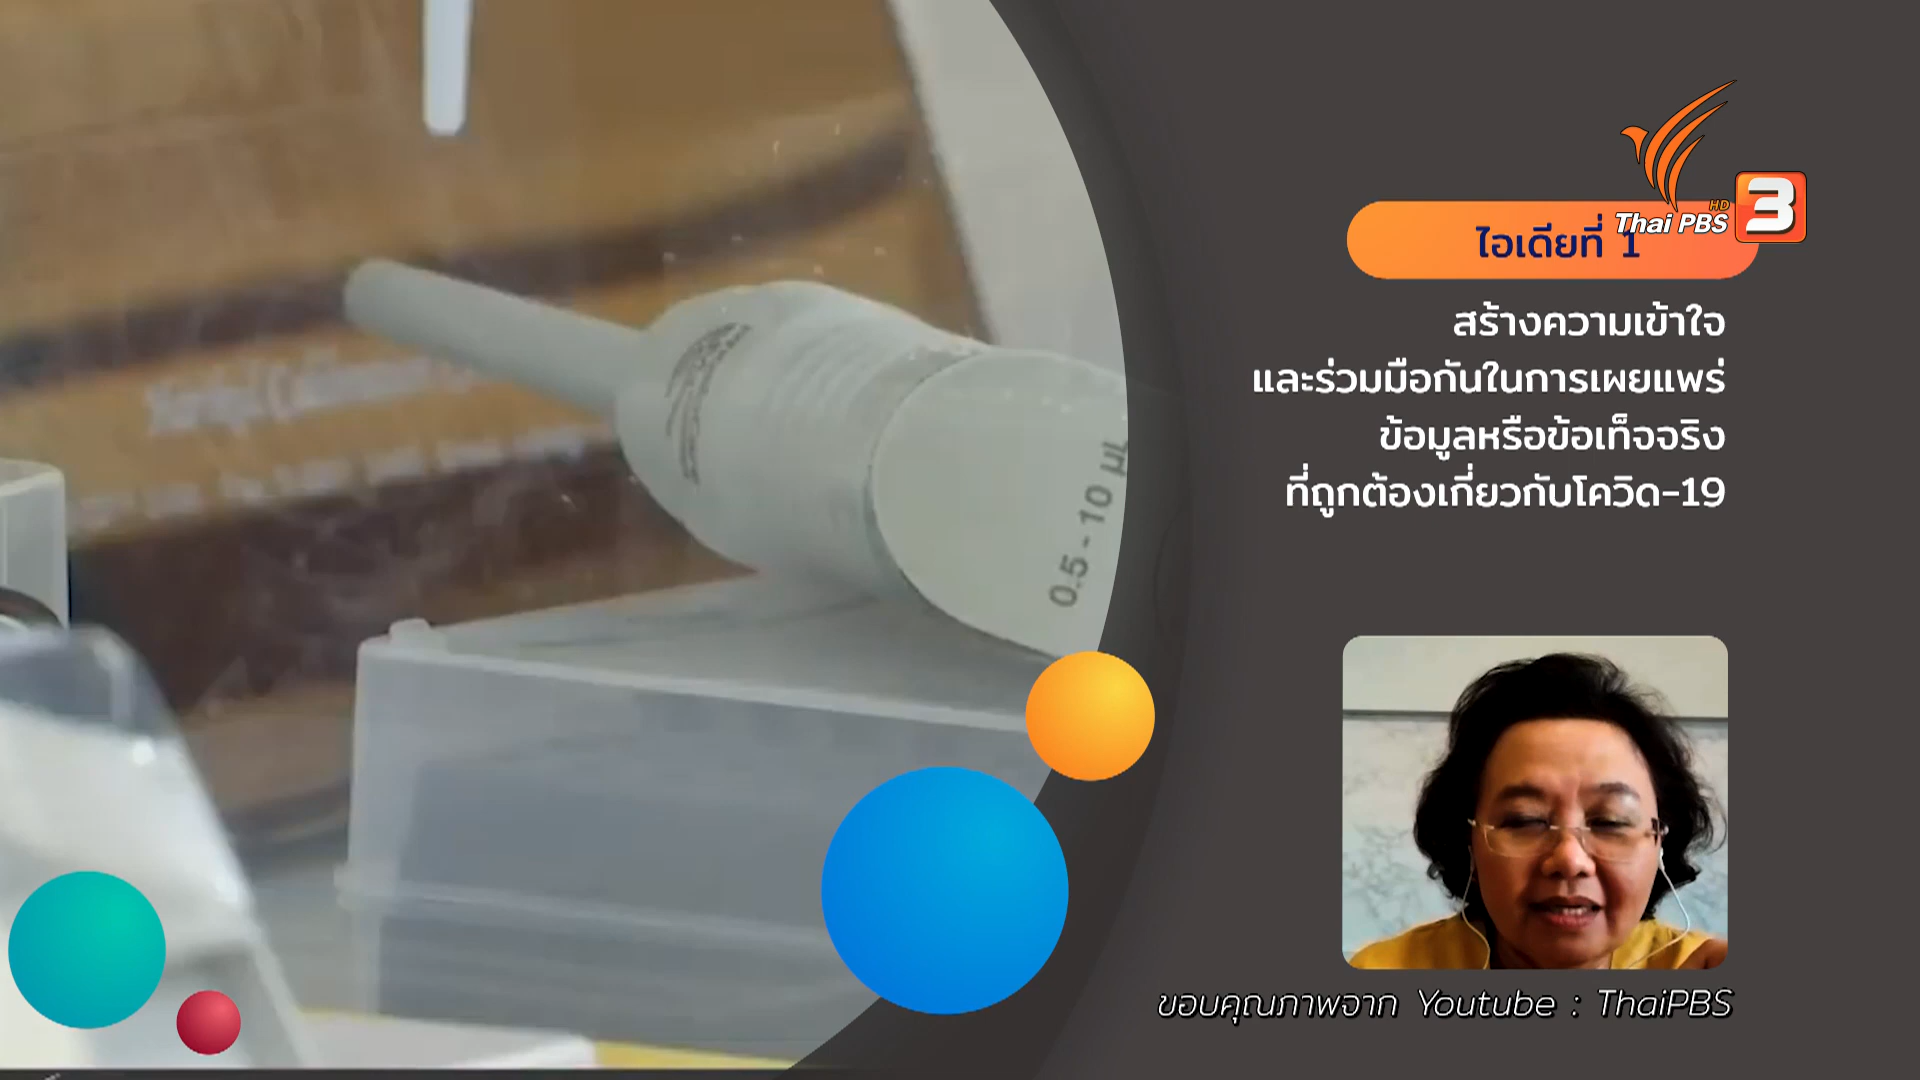 HD
Thai PBS 3
ไอเดียที่ 1
สร้างความเข้าใจ
และร่วมมือกันในการเผยแพร่
ข้อมูลหรือข้อเท็จจริง
ที่ถูกต้องเกี่ยวกับโควิด-19
0.5 - 10 µL
ขอบคุณภาพจาก Youtube : ThaiPBS